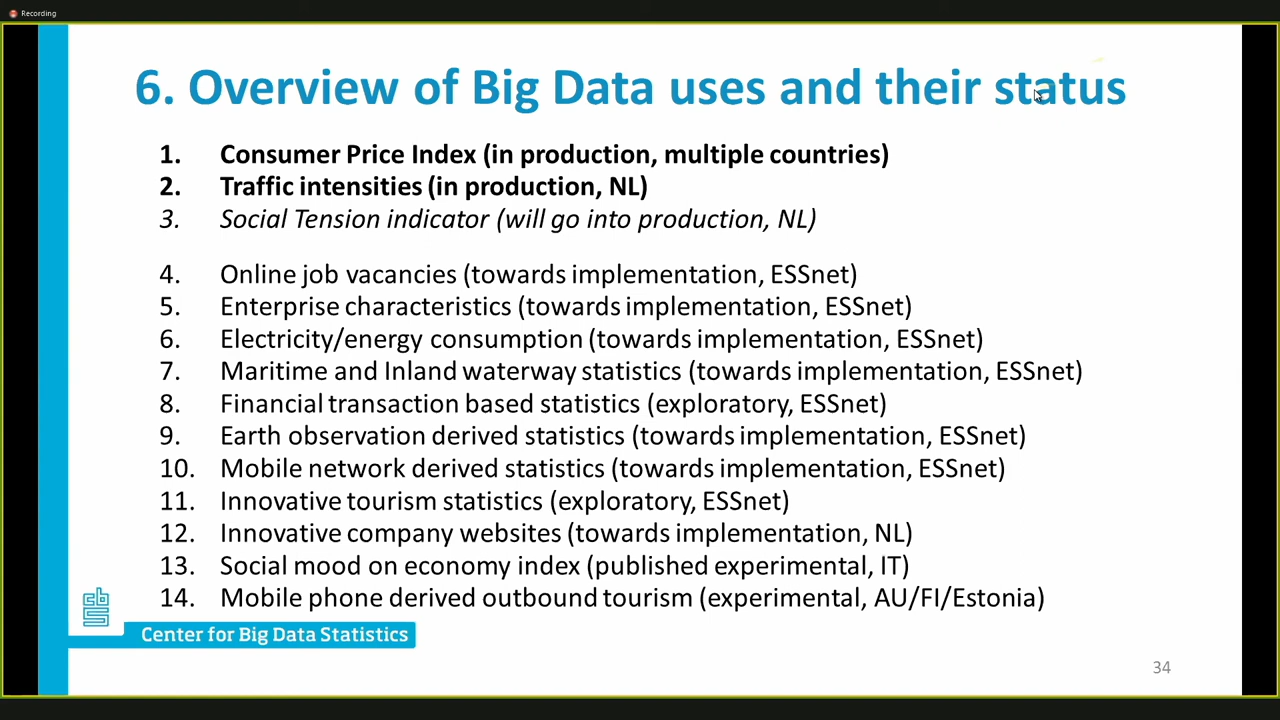 Recording
6. Overview of Big Data uses and their status
1. Consumer Price Index (in production, multiple countries)
2. Traffic intensities (in production, NL)
3. Social Tension indicator (will go into production, NL)
4. Online job vacancies (towards implementation, ESSnet)
5. Enterprise characteristics (towards implementation, ESSnet)
6. Electricity/energy consumption (towards implementation, ESSnet)
7. Maritime and Inland waterway statistics (towards implementation, ESSnet)
8. Financial transaction based statistics (exploratory, ESSnet)
9. Earth observation derived statistics (towards implementation, ESSnet)
10. Mobile network derived statistics (towards implementation, ESSnet)
11. Innovative tourism statistics (exploratory, ESSnet)
12. Innovative company websites (towards implementation, NL)
13. Social mood on economy index (published experimental, IT)
14. Mobile phone derived outbound tourism (experimental, AU/FI/Estonia)
cbs
Center for Big Data Statistics
34